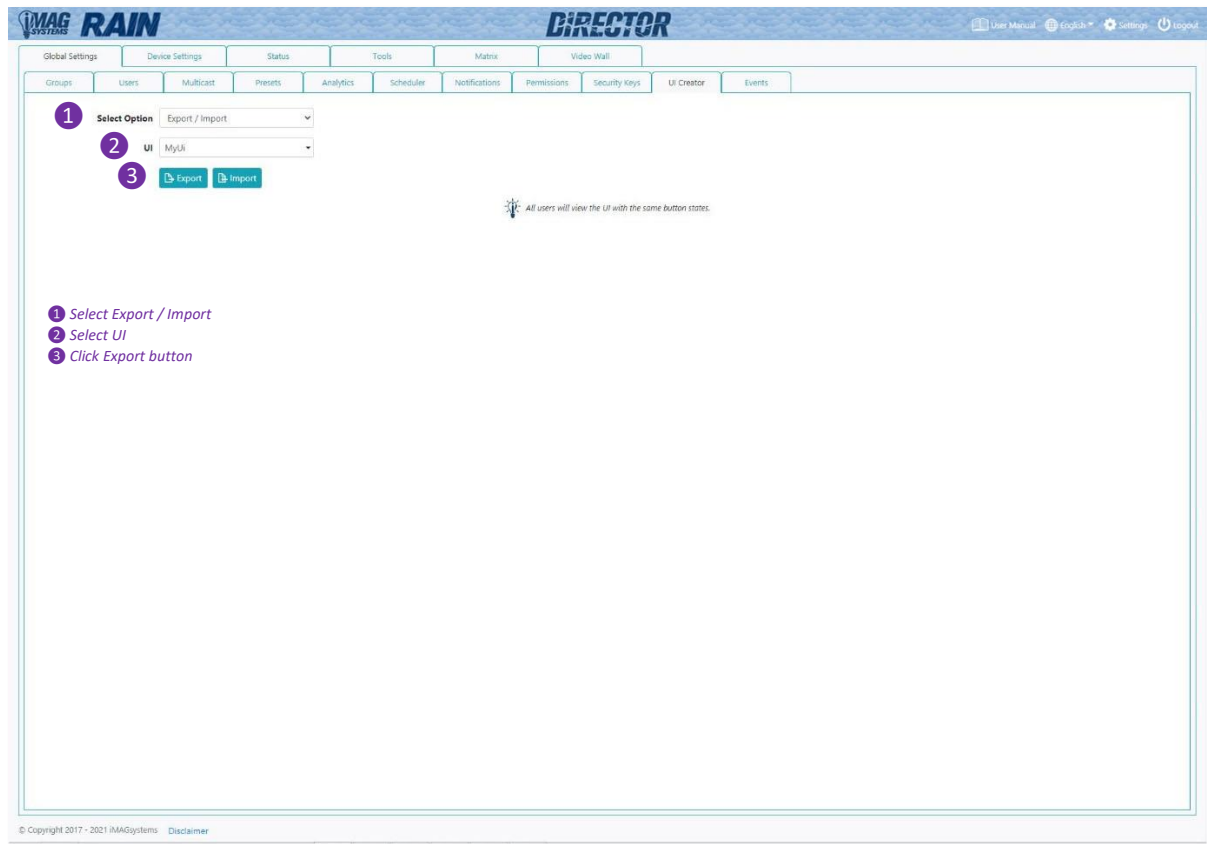 iMAG SYSTEMS RAIN DiRECTOR User Manual English Settings Logout
Global Settings Device Settings Status Tools Matrix Video Wall
Groups Users Multicast Presets Analytics Scheduler Notifications Permissions Security Keys UI Creator Events
1 Select Option Export / Import
2 UI MyUi
3 Export Import
All users will view the UI with the same button states.
1 Select Export / Import
2 Select UI
3 Click Export button
© Copyright 2017 - 2021 iMAGsystems Disclaimer